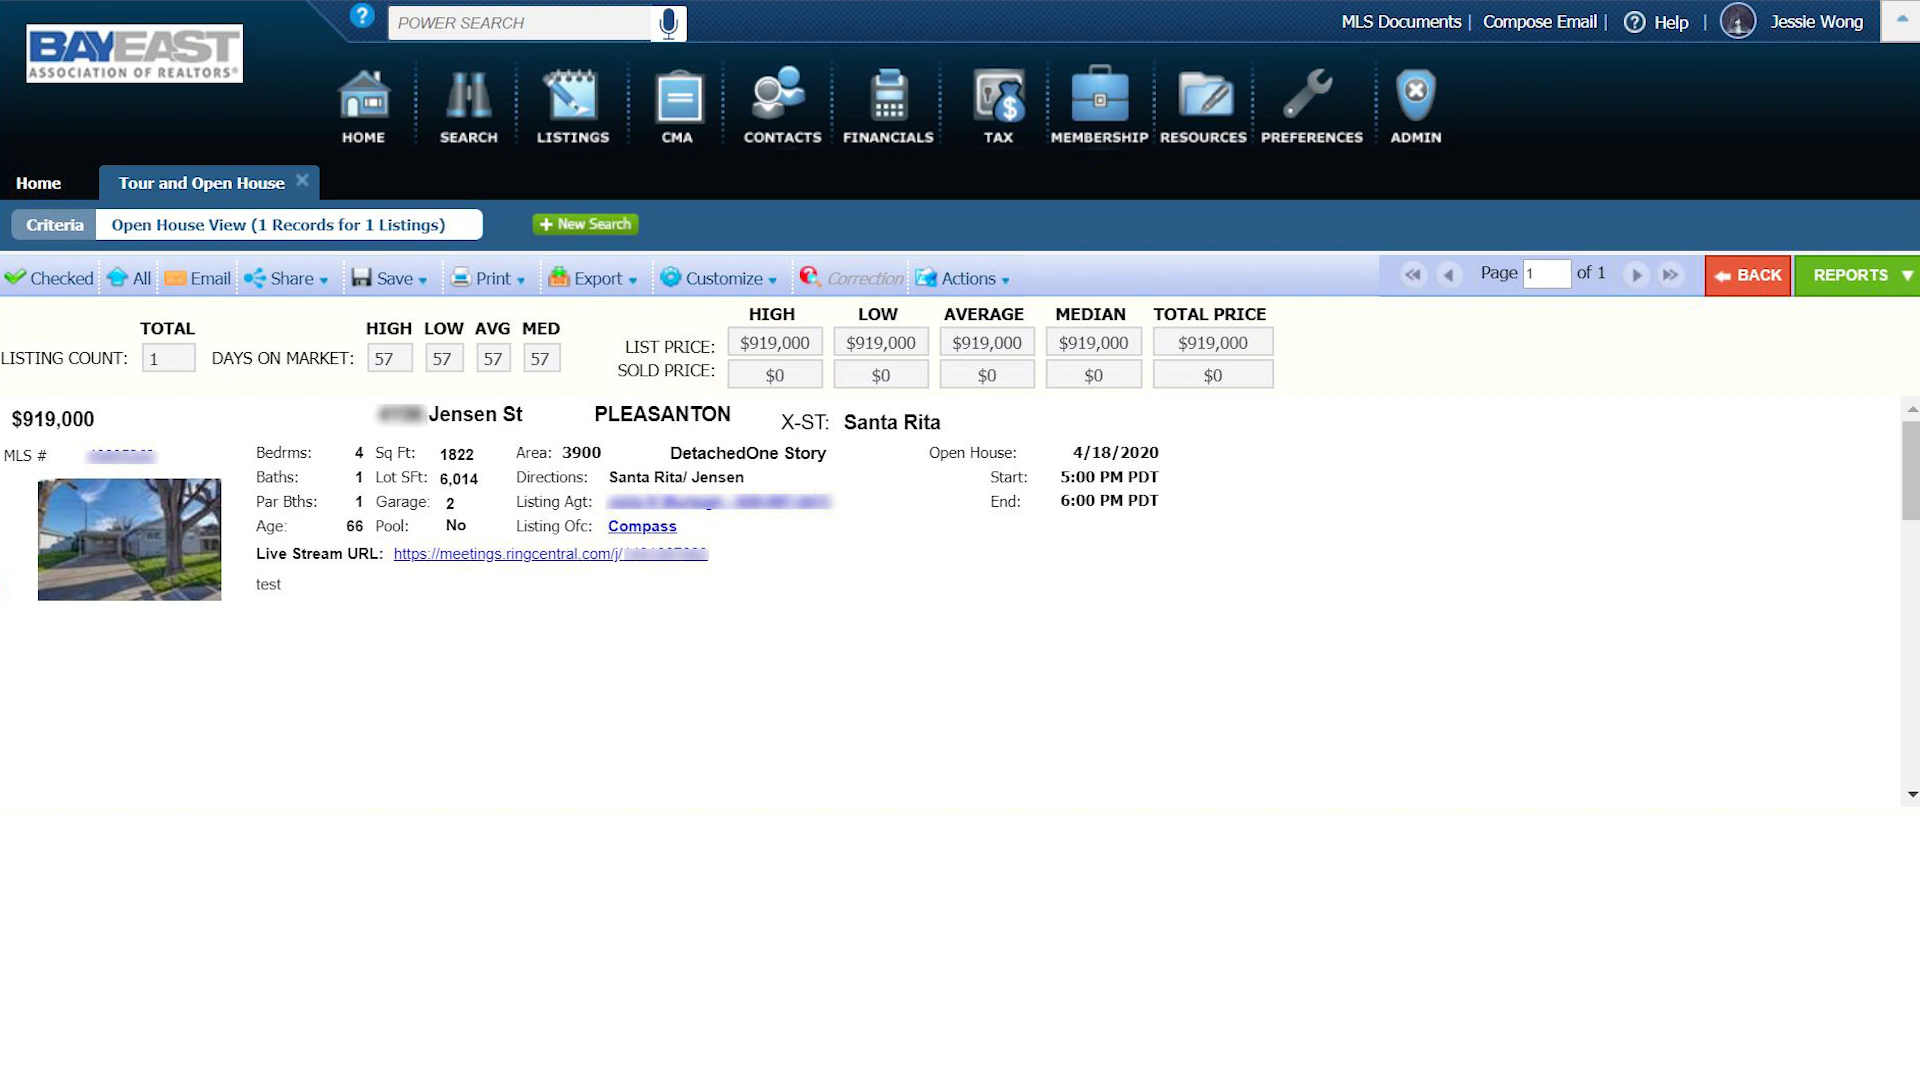 BAYEAST
ASSOCIATION OF REALTORS®
? POWER SEARCH
MLS Documents | Compose Email | ? Help | Jessie Wong
HOME SEARCH LISTINGS CMA CONTACTS FINANCIALS TAX MEMBERSHIP RESOURCES PREFERENCES ADMIN
Home Tour and Open House
Criteria Open House View (1 Records for 1 Listings) + New Search
Checked All Email Share Save Print Export Customize Correction Actions Page 1 of 1 BACK REPORTS
TOTAL HIGH LOW AVG MED HIGH LOW AVERAGE MEDIAN TOTAL PRICE
LISTING COUNT: 1 DAYS ON MARKET: 57 57 57 57
LIST PRICE: $919,000 $919,000 $919,000 $919,000 $919,000
SOLD PRICE: $0 $0 $0 $0 $0
$919,000 Jensen St PLEASANTON X-ST: Santa Rita
MLS # Bedrms: 4 Sq Ft: 1822 Area: 3900 DetachedOne Story Open House: 4/18/2020
Baths: 1 Lot SFt: 6,014 Directions: Santa Rita/ Jensen Start: 5:00 PM PDT
Par Bths: 1 Garage: 2 Listing Agt: End: 6:00 PM PDT
Age: 66 Pool: No Listing Ofc: Compass
Live Stream URL: https://meetings.ringcentral.com/j/
test